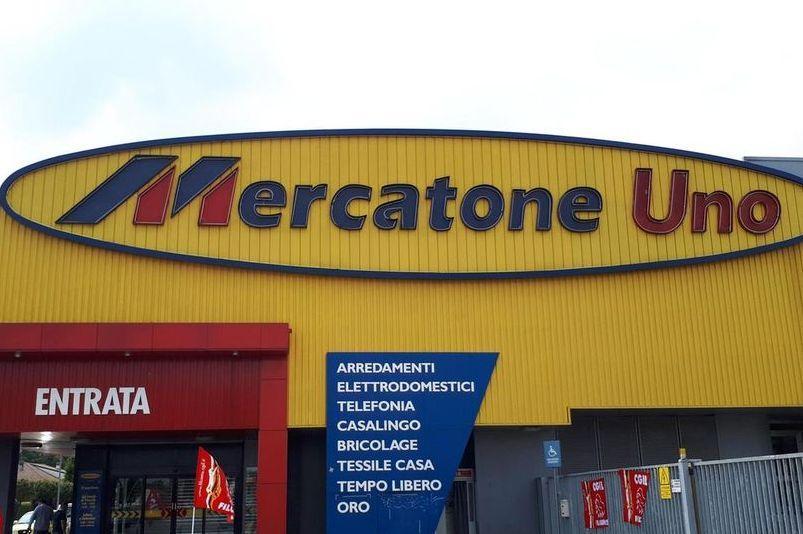 Mercatone Uno
ENTRATA
ARREDAMENTI
ELETTRODOMESTICI
TELEFONIA
CASALINGO
BRICOLAGE
TESSILE CASA
TEMPO LIBERO
ORO
CGIL
CGIL